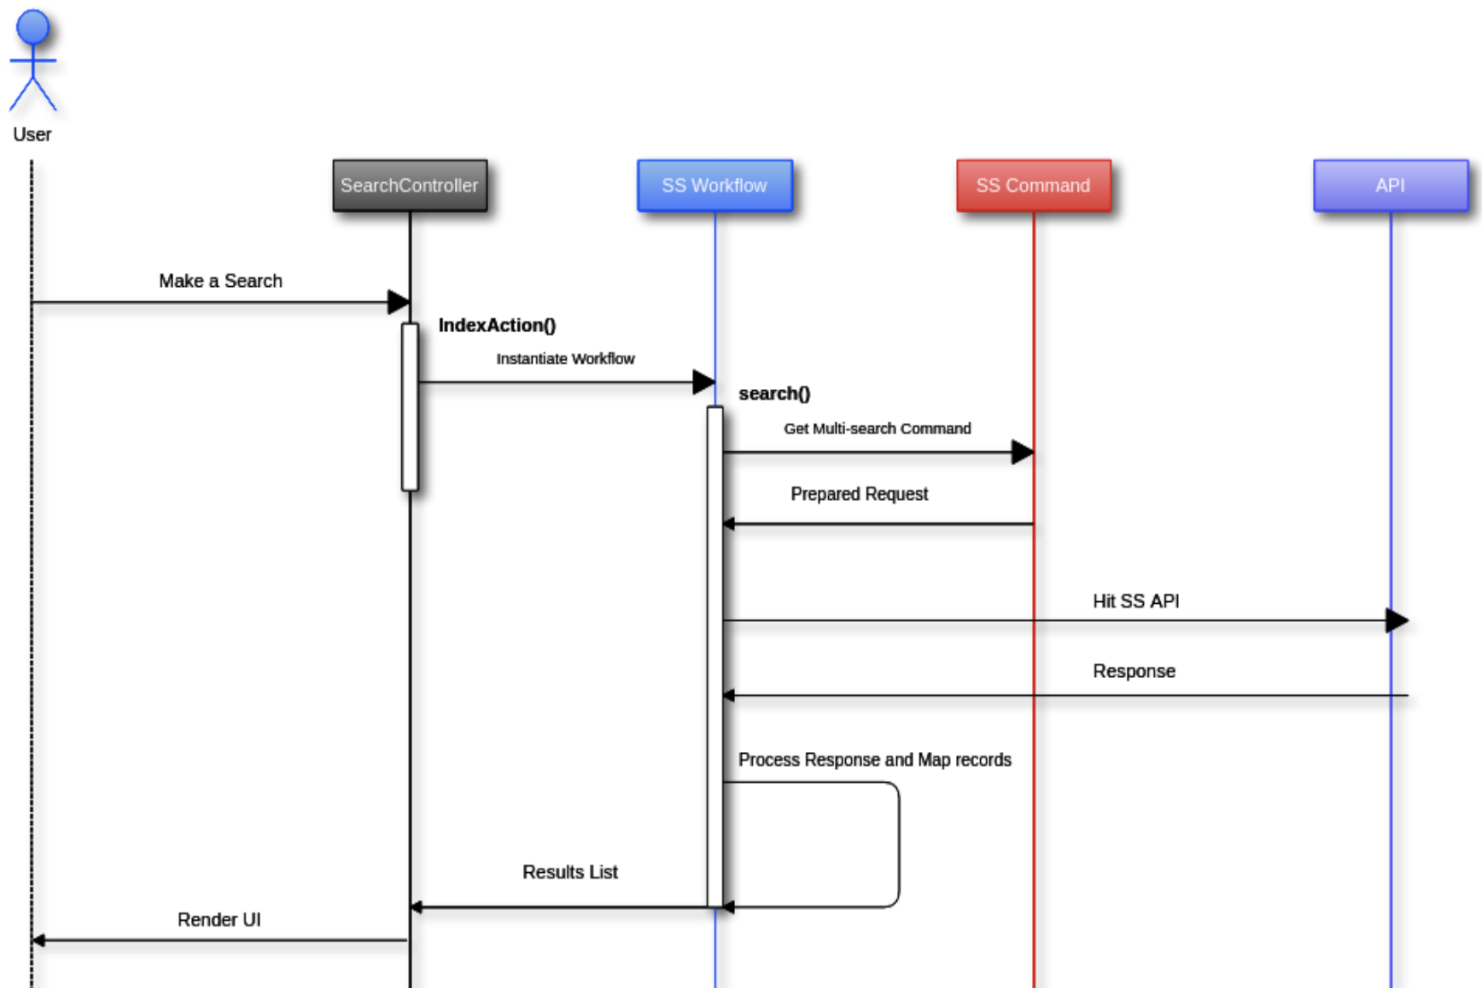 User
SearchController
SS Workflow
SS Command
API
Make a Search
IndexAction()
Instantiate Workflow
search()
Get Multi-search Command
Prepared Request
Hit SS API
Response
Process Response and Map records
Results List
Render UI